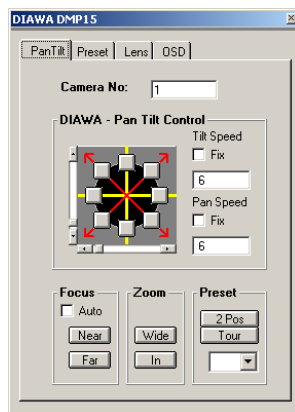 DIAWA DMP15
PanTilt Preset Lens OSD
Camera No: 1
DIAWA - Pan Tilt Control
Tilt Speed
Fix
6
Pan Speed
Fix
6
Focus
Auto
Near
Far
Zoom
Wide
In
Preset
2 Pos
Tour